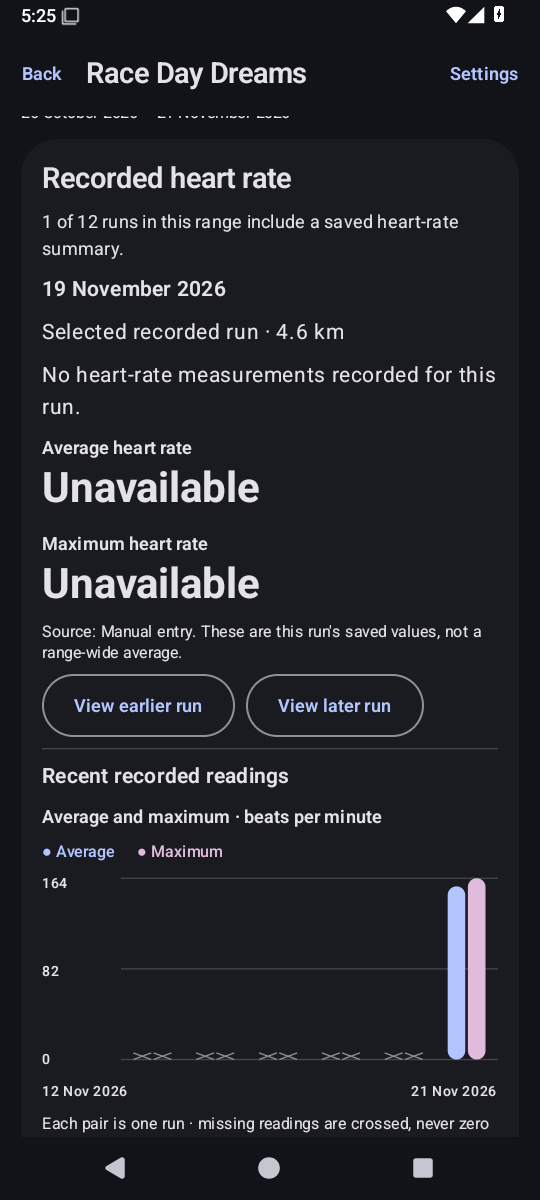 5:25
Back Race Day Dreams Settings
Recorded heart rate
1 of 12 runs in this range include a saved heart-rate
summary.
19 November 2026
Selected recorded run · 4.6 km
No heart-rate measurements recorded for this
run.
Average heart rate
Unavailable
Maximum heart rate
Unavailable
Source: Manual entry. These are this run's saved values, not a
range-wide average.
View earlier run View later run
Recent recorded readings
Average and maximum · beats per minute
• Average • Maximum
164
82
0
12 Nov 2026 21 Nov 2026
Each pair is one run · missing readings are crossed, never zero